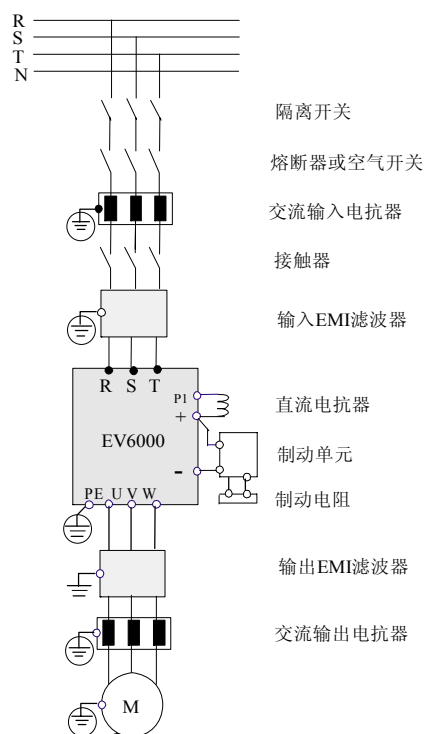 R
S
T
N
隔离开关
熔断器或空气开关
交流输入电抗器
接触器
输入EMI滤波器
R S T
P1
直流电抗器
+
EV6000
制动单元
-
制动电阻
PE U V W
输出EMI滤波器
交流输出电抗器
M